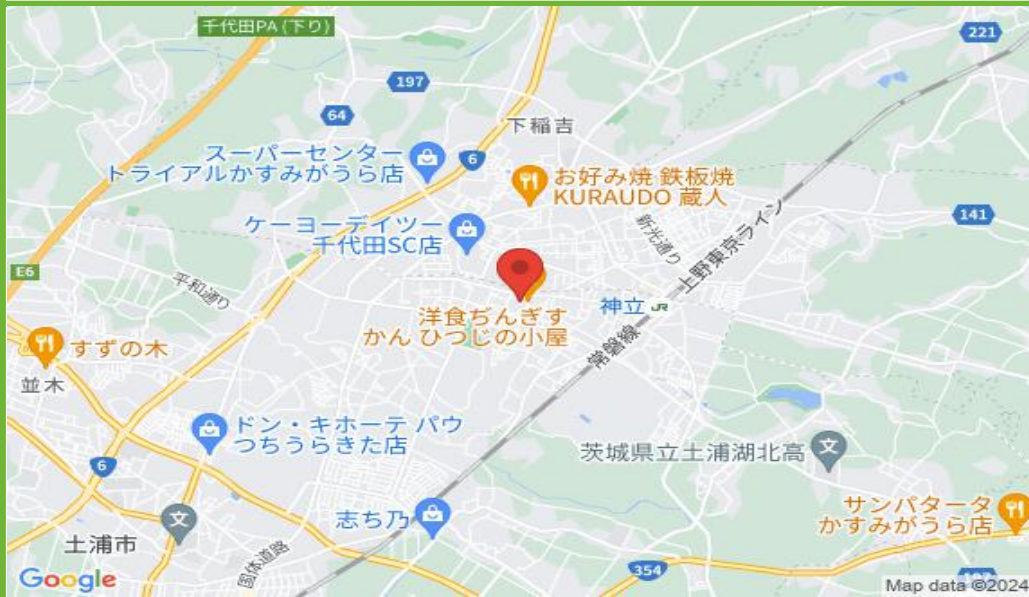 千代田PA (下り)
221
197
64
下稲吉
スーパーセンター
トライアルかすみがうら店
6
お好み焼 鉄板焼
KURAUDO 蔵人
141
ケーヨーデイツー
千代田SC店
新光通り
上野東京ライン
E6
平和通り
神立 JR
洋食ぢんぎす
かん ひつじの小屋
常磐線
すずの木
並木
ドン・キホーテ パウ
つちうらきた店
茨城県立土浦湖北高
文
6
サンパタータ
かすみがうら店
志ち乃
文
土浦市
国体道路
354
Google
Map data ©2024